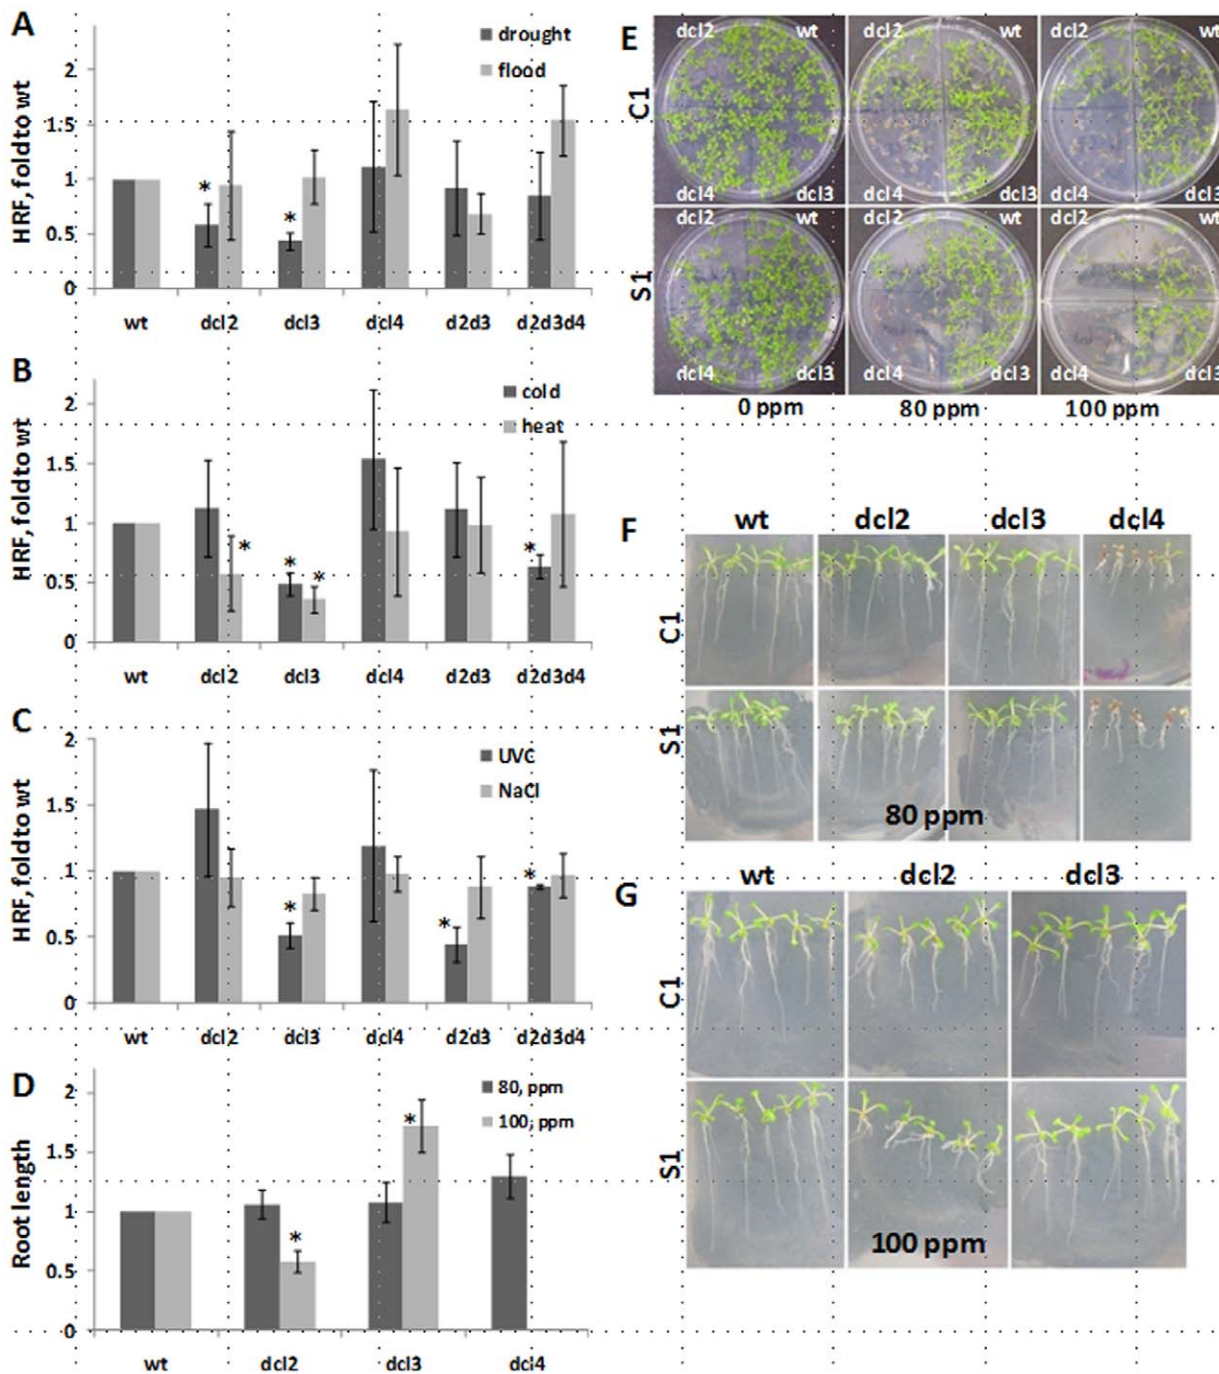 A
HRF, fold to wt
2
1.5
1
0.5
0
drought
flood
*
*
wt dcl2 dcl3 dcl4 d2d3 d2d3d4
B
HRF, fold to wt
2
1.5
1
0.5
0
cold
heat
*
*
*
*
wt dcl2 dcl3 dcl4 d2d3 d2d3d4
C
HRF, fold to wt
2
1.5
1
0.5
0
UVC
NaCl
*
*
*
wt dcl2 dcl3 dcl4 d2d3 d2d3d4
D
Root length
2
1.5
1
0.5
0
80, ppm
100, ppm
*
*
wt dcl2 dcl3 dcl4
E
C1
dcl2 wt dcl2 wt dcl2 wt
dcl4 dcl3 dcl4 dcl3 dcl4 dcl3
S1
dcl2 wt dcl2 wt dcl2 wt
dcl4 dcl3 dcl4 dcl3 dcl4 dcl3
0 ppm 80 ppm 100 ppm
F
wt dcl2 dcl3 dcl4
C1
S1
80 ppm
G
wt dcl2 dcl3
C1
S1
100 ppm